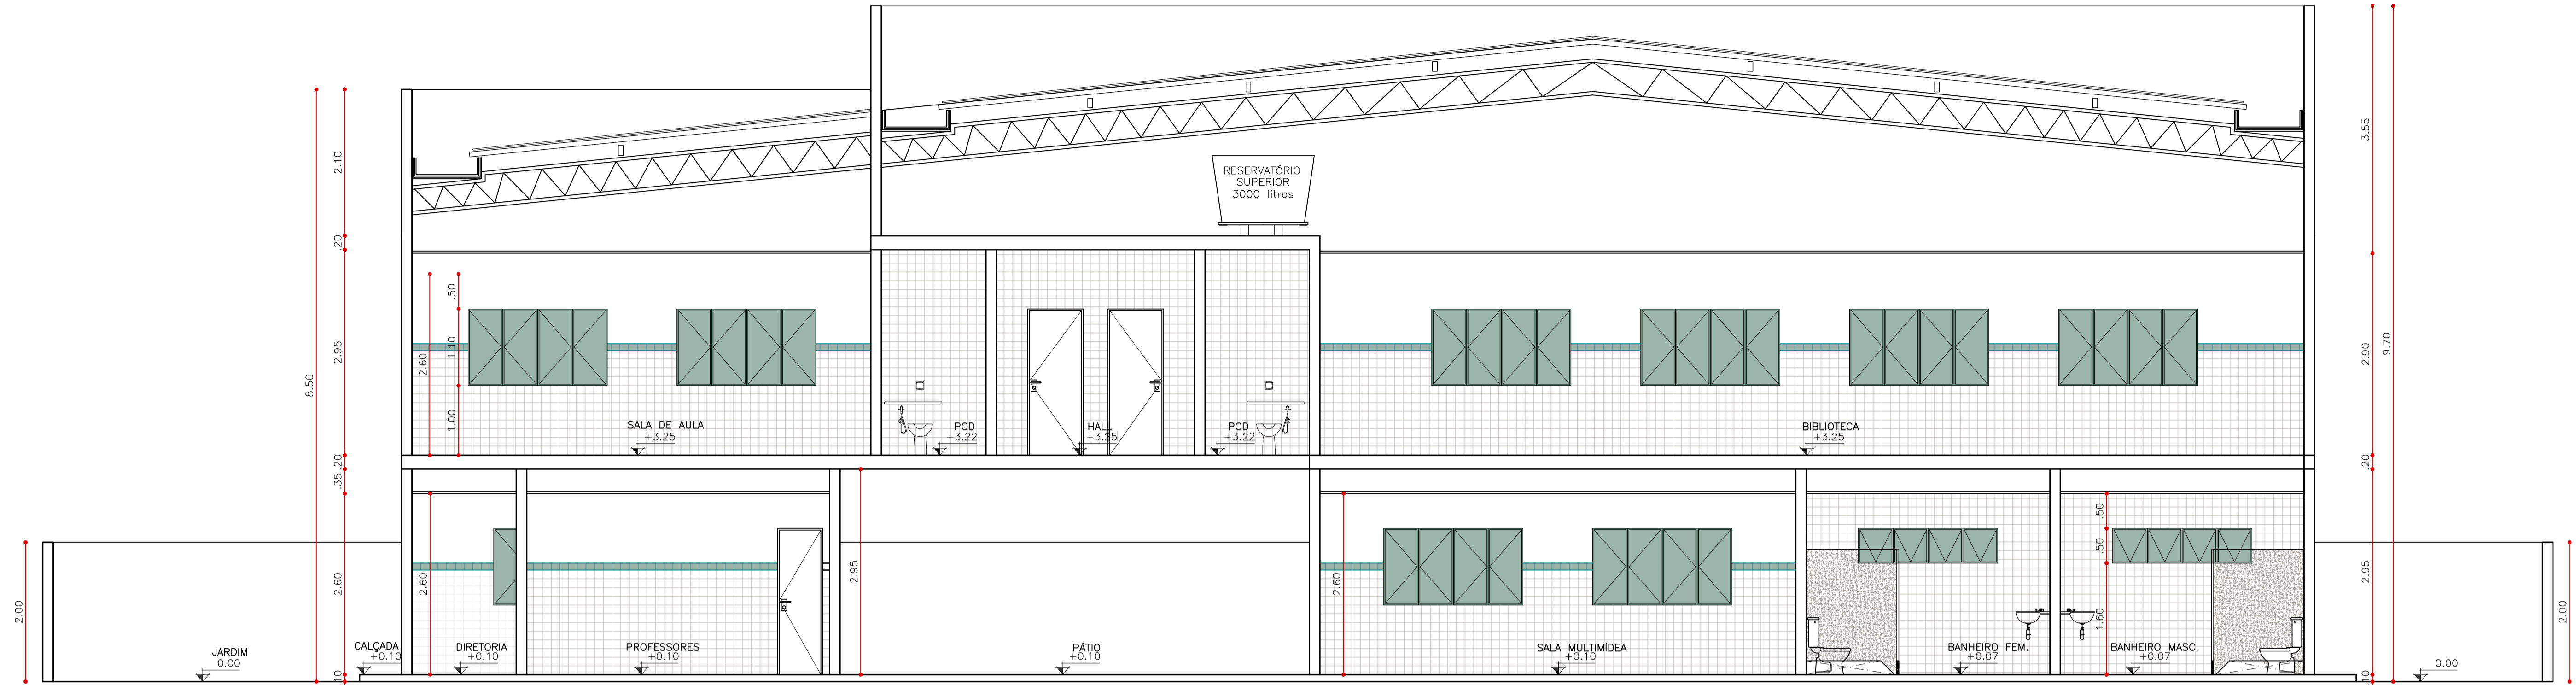 RESERVATÓRIO
SUPERIOR
3000 litros
3.55
2.10
.20
.50
1.10
2.60
2.95
2.90
9.70
8.50
1.00
SALA DE AULA
+3.25
PCD
+3.22
HALL
+3.25
PCD
+3.22
BIBLIOTECA
+3.25
.20
.35
.20
.50
.50
2.95
2.60
2.60
2.95
2.60
2.00
1.60
2.00
JARDIM
0.00
CALÇADA
+0.10
DIRETORIA
+0.10
PROFESSORES
+0.10
PÁTIO
+0.10
SALA MULTIMÍDEA
+0.10
BANHEIRO FEM.
+0.07
BANHEIRO MASC.
+0.07
0.00
.10
.10